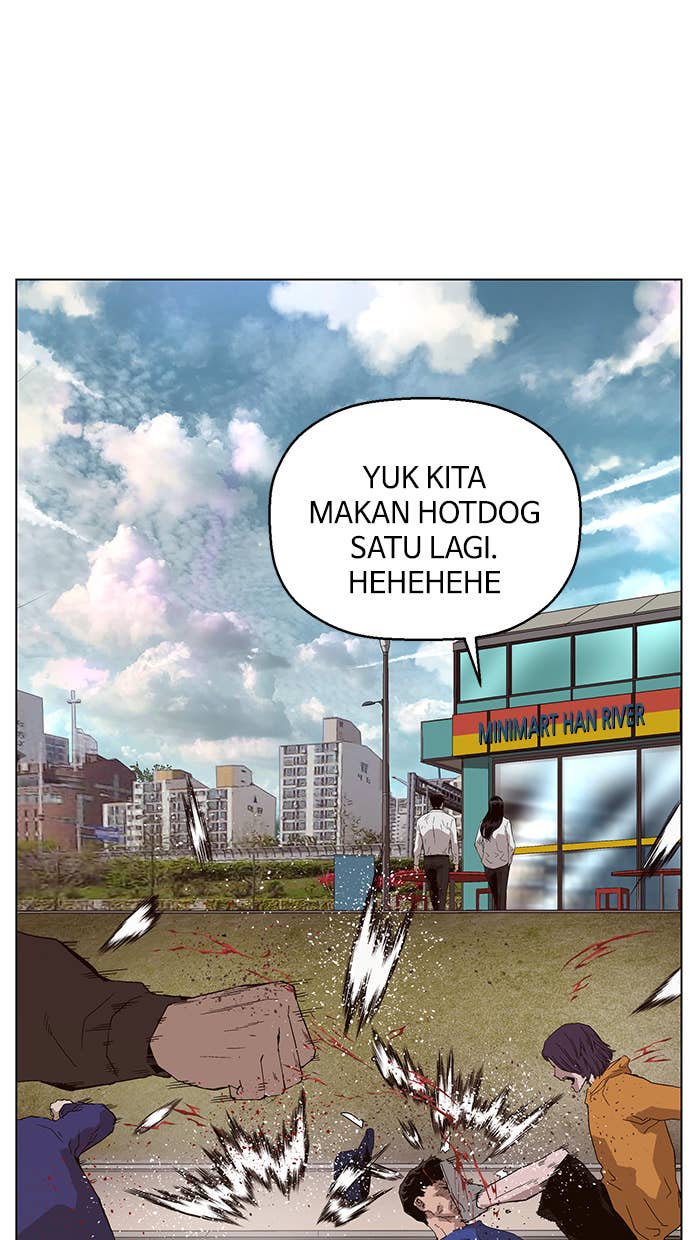 YUK KITA
MAKAN HOTDOG
SATU LAGI.
HEHEHEHE
MINIMART HAN RIVER